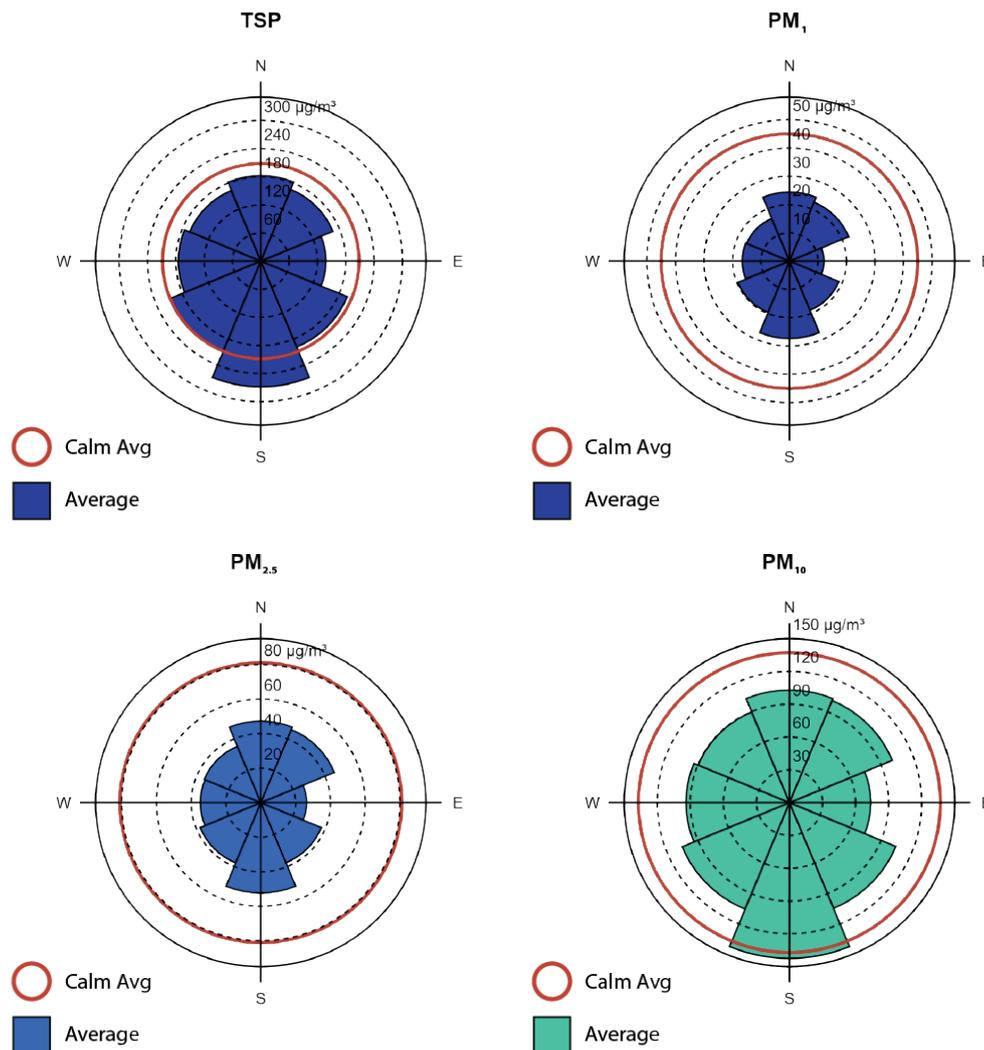 TSP
N
300 µg/m³
240
180
120
60
W
E
S
Calm Avg
Average
PM1
N
50 µg/m³
40
30
20
10
W
E
S
Calm Avg
Average
PM2.5
N
80 µg/m³
60
40
20
W
E
S
Calm Avg
Average
PM10
N
150 µg/m³
120
90
60
30
W
E
S
Calm Avg
Average